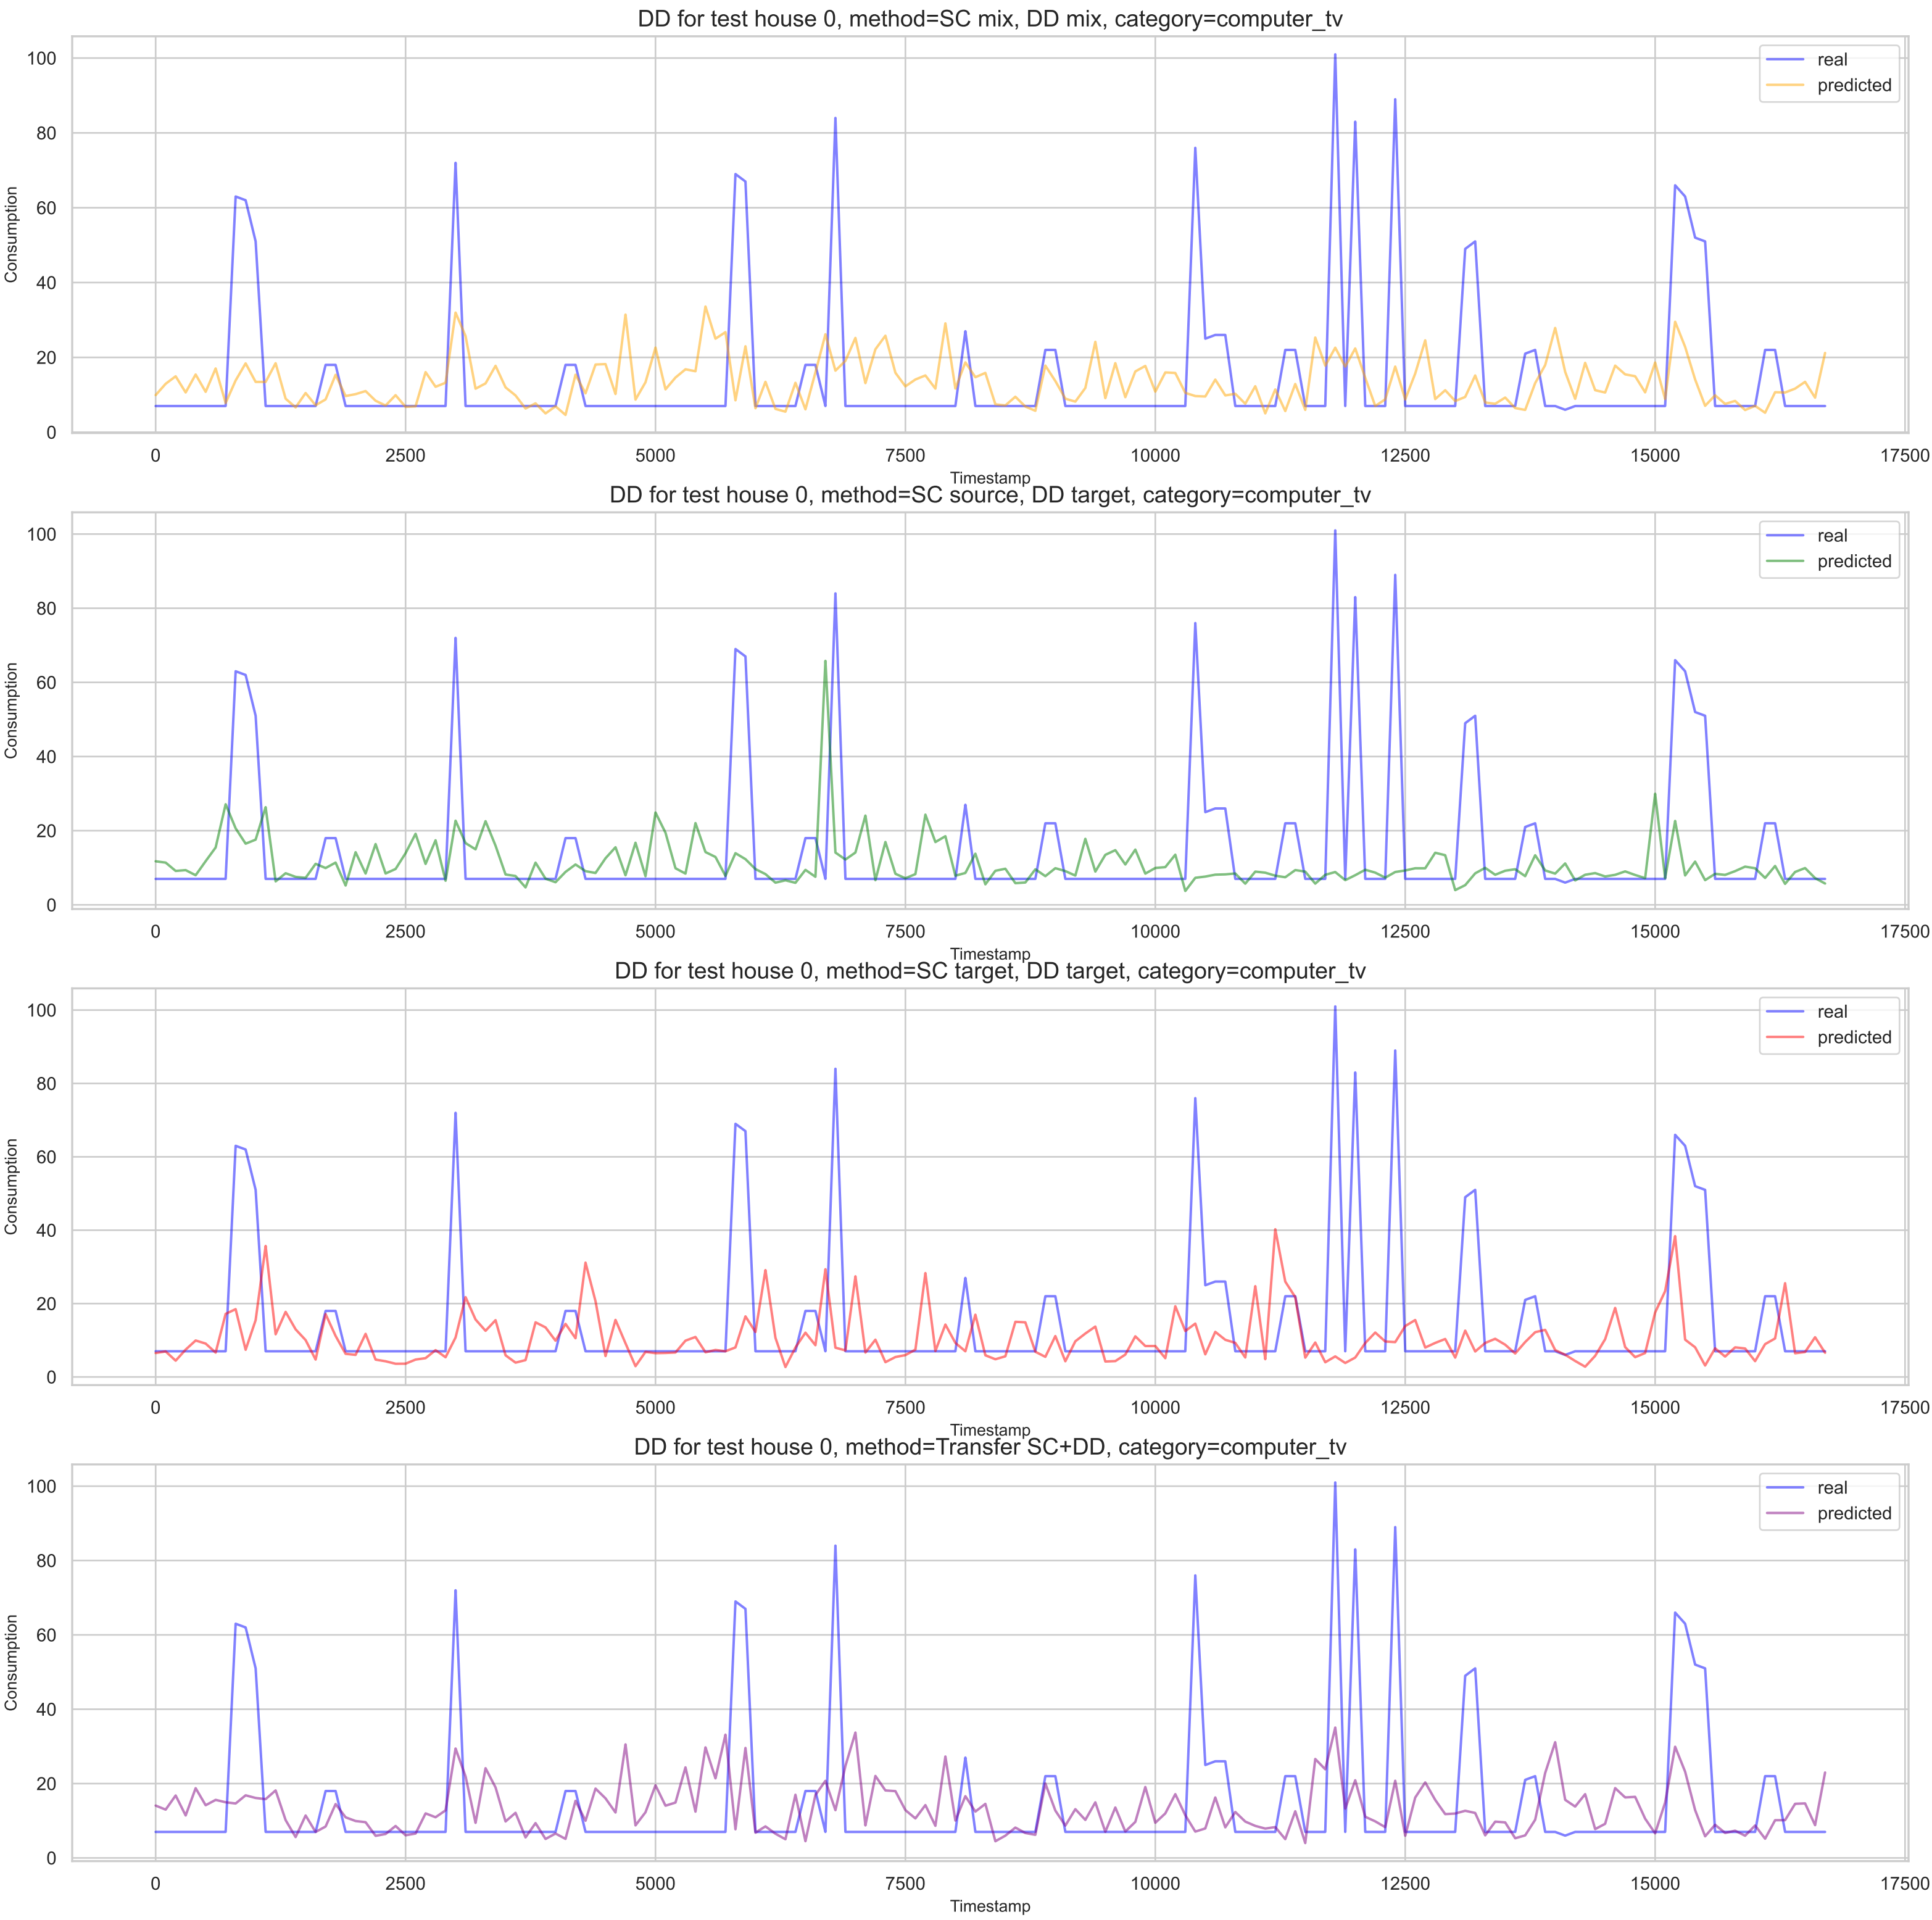 DD for test house 0, method=SC mix, DD mix, category=computer_tv
100
80
60
40
20
0
Consumption
real
predicted
0 2500 5000 7500 10000 12500 15000 17500
Timestamp
DD for test house 0, method=SC source, DD target, category=computer_tv
100
80
60
40
20
0
Consumption
real
predicted
0 2500 5000 7500 10000 12500 15000 17500
Timestamp
DD for test house 0, method=SC target, DD target, category=computer_tv
100
80
60
40
20
0
Consumption
real
predicted
0 2500 5000 7500 10000 12500 15000 17500
Timestamp
DD for test house 0, method=Transfer SC+DD, category=computer_tv
100
80
60
40
20
0
Consumption
real
predicted
0 2500 5000 7500 10000 12500 15000 17500
Timestamp